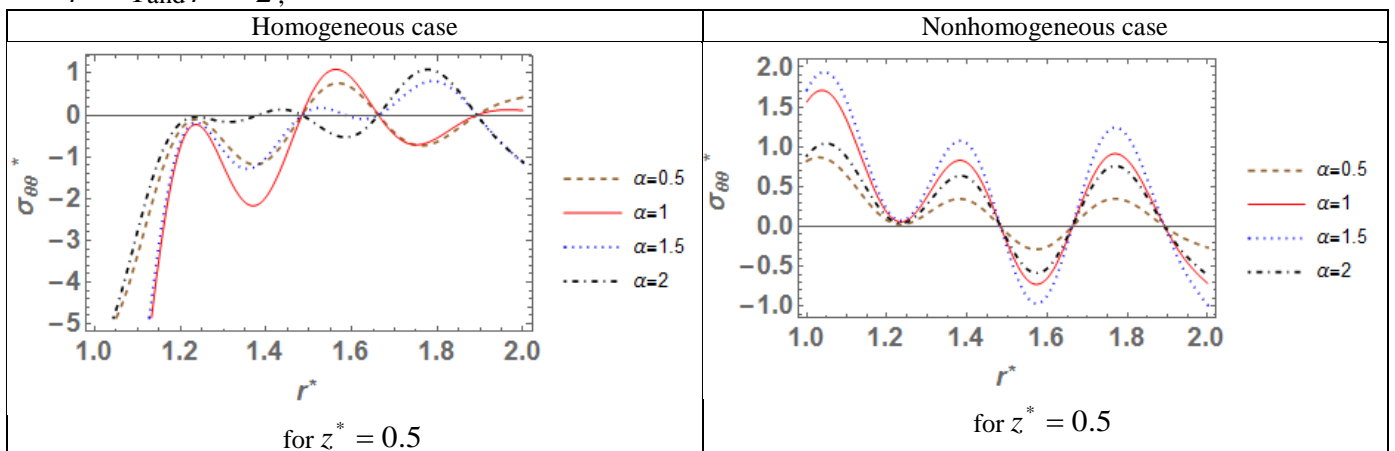 Homogeneous case
Nonhomogeneous case
1
0
−1
−2
−3
−4
−5
σθθ*
1.0 1.2 1.4 1.6 1.8 2.0
r*
α=0.5
α=1
α=1.5
α=2
for z* = 0.5
2.0
1.5
1.0
0.5
0.0
−0.5
−1.0
σθθ*
1.0 1.2 1.4 1.6 1.8 2.0
r*
α=0.5
α=1
α=1.5
α=2
for z* = 0.5